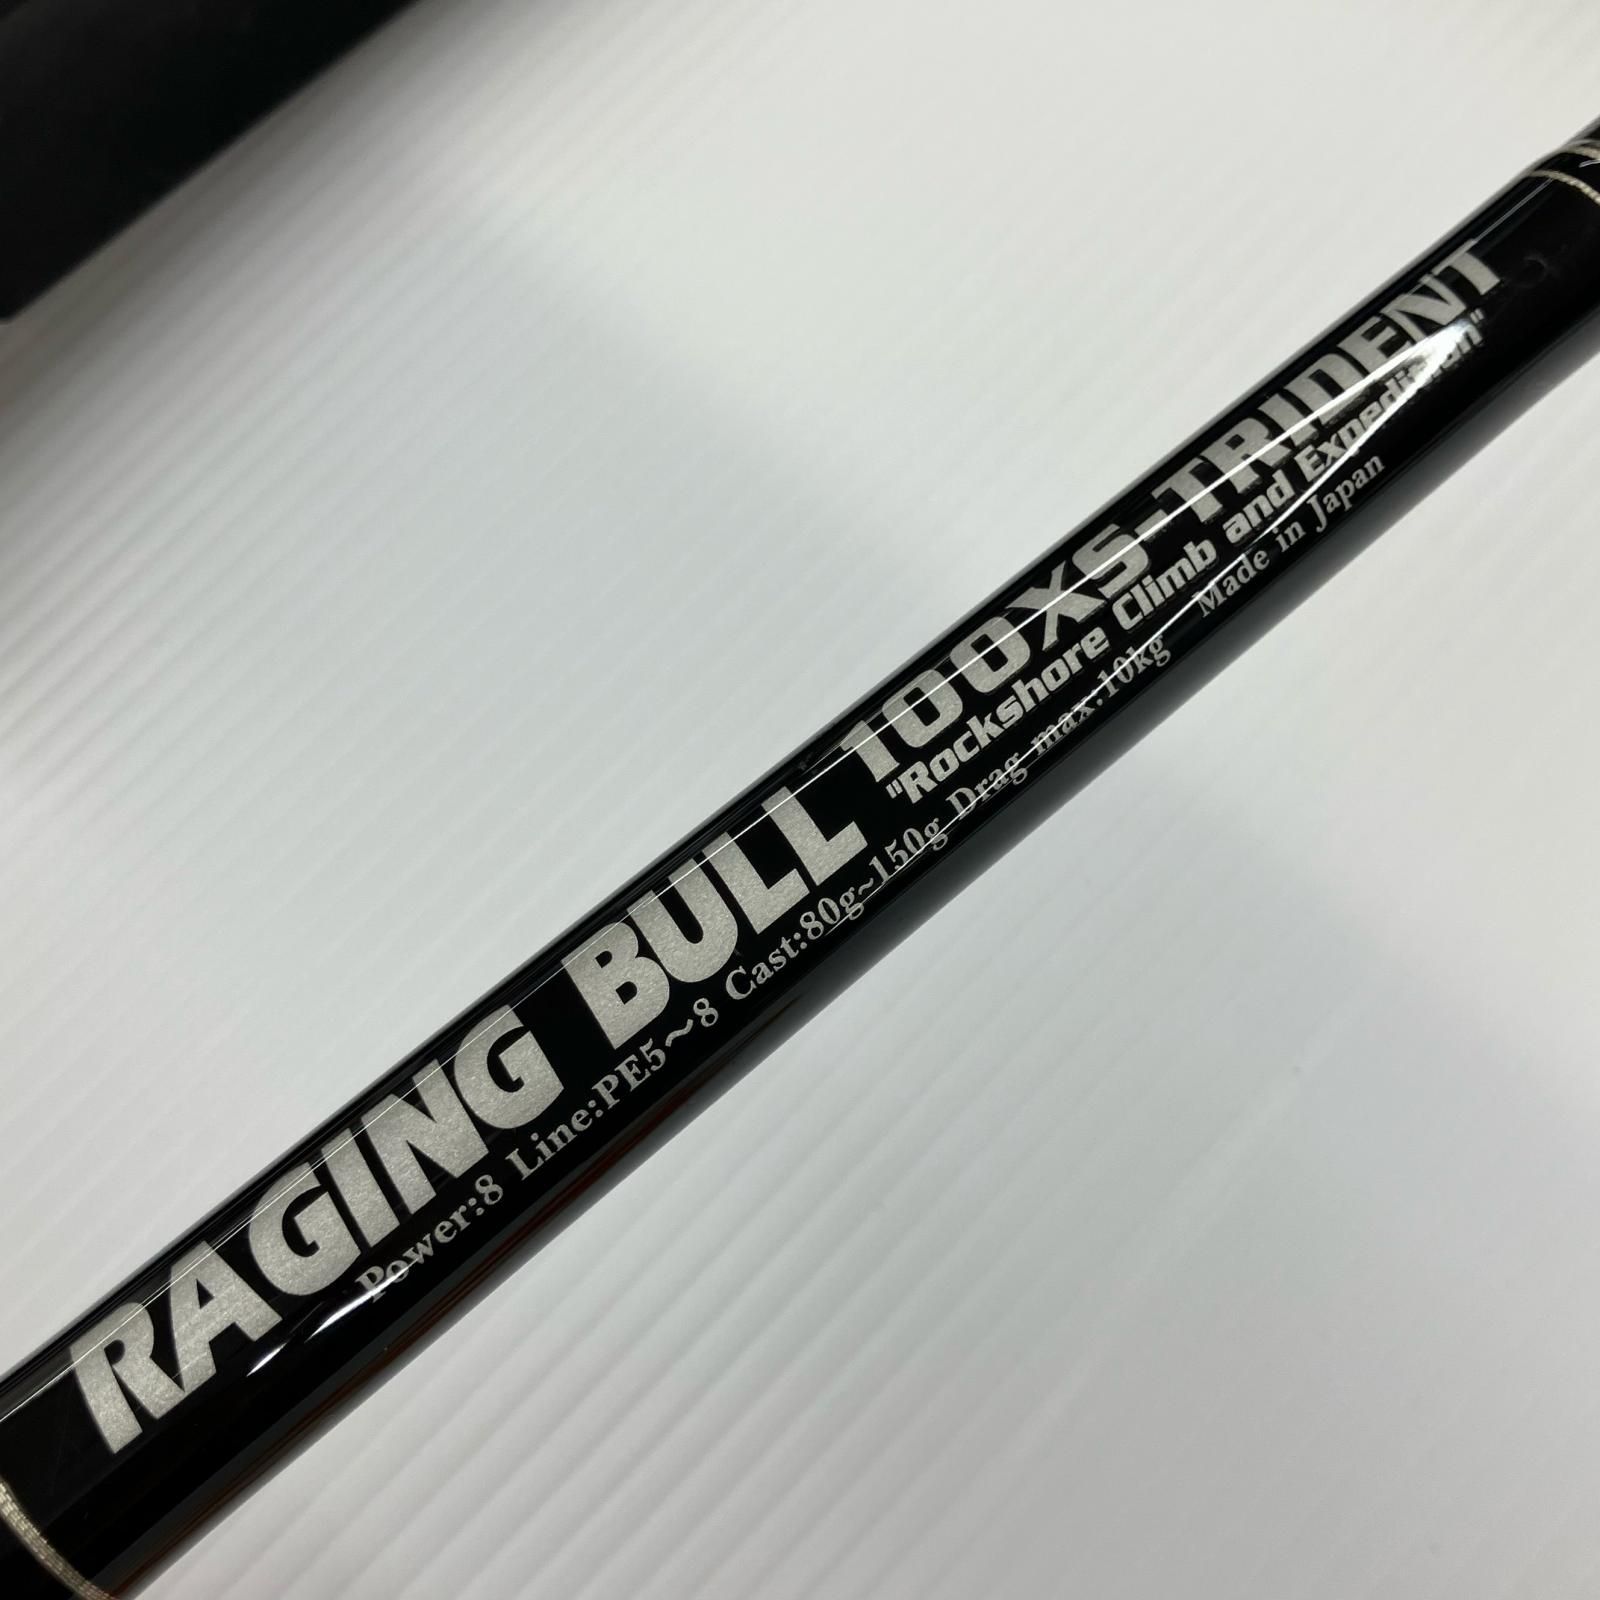 RAGING BULL 100XS-TRIDENT
"Rockshore Climb and Expedition"
Power:8 Line:PE5～8 Cast:80g~150g Drag max:10kg Made in Japan